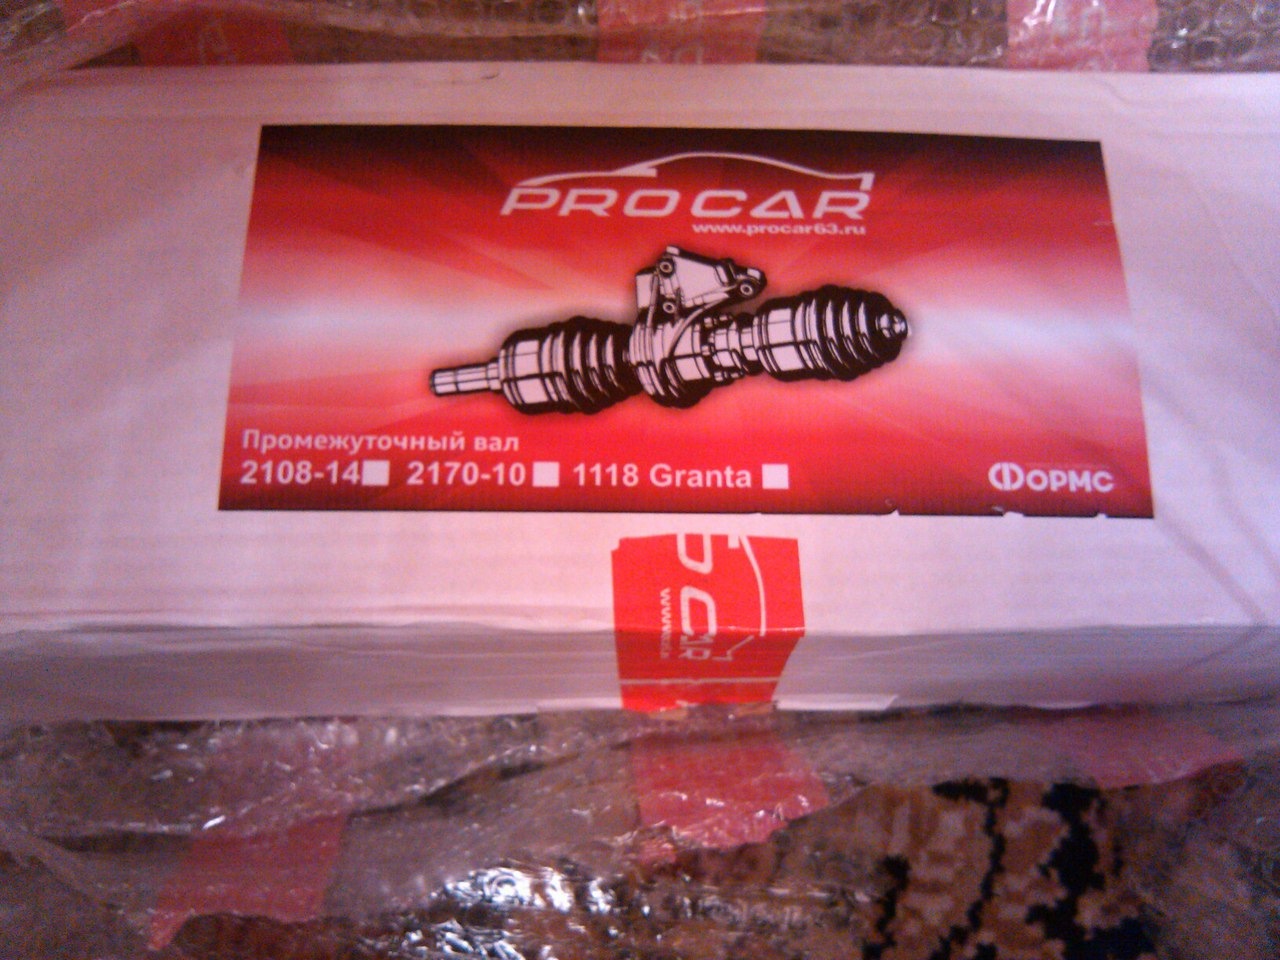 PROCAR
www.procar63.ru
Промежуточный вал
2108-14 2170-10 1118 Granta
ФОРМС